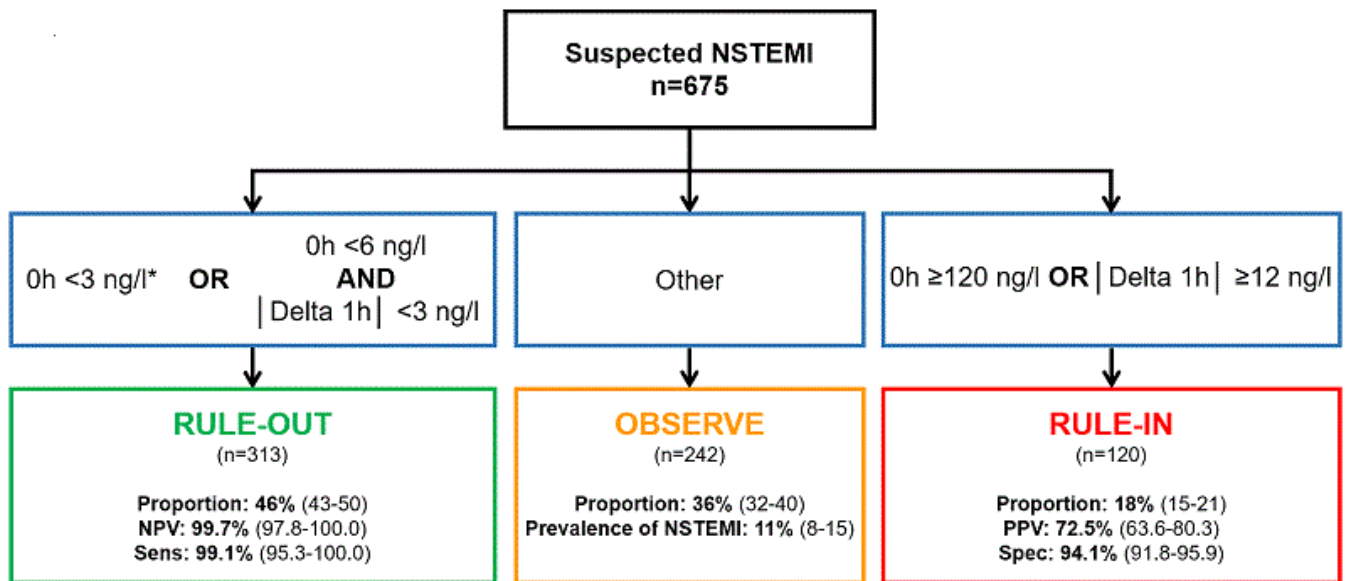 Suspected NSTEMI
n=675
0h <3 ng/l* OR
0h <6 ng/l
AND
│Delta 1h│ <3 ng/l
Other
0h ≥120 ng/l OR│Delta 1h│ ≥12 ng/l
RULE-OUT
(n=313)
Proportion: 46% (43-50)
NPV: 99.7% (97.8-100.0)
Sens: 99.1% (95.3-100.0)
OBSERVE
(n=242)
Proportion: 36% (32-40)
Prevalence of NSTEMI: 11% (8-15)
RULE-IN
(n=120)
Proportion: 18% (15-21)
PPV: 72.5% (63.6-80.3)
Spec: 94.1% (91.8-95.9)